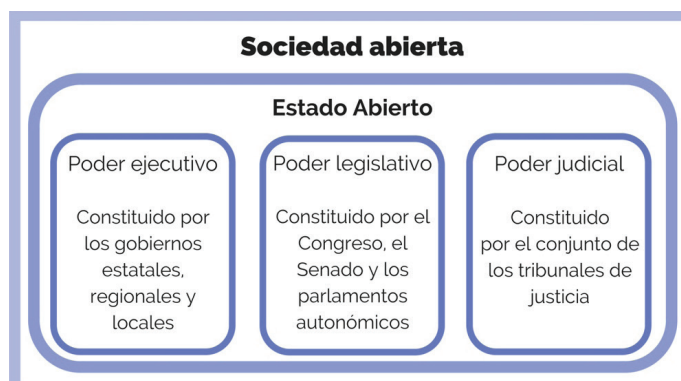 Sociedad abierta
Estado Abierto
Poder ejecutivo
Constituido por
los gobiernos
estatales,
regionales y
locales
Poder legislativo
Constituido por el
Congreso, el
Senado y los
parlamentos
autonómicos
Poder judicial
Constituido
por el conjunto de
los tribunales de
justicia